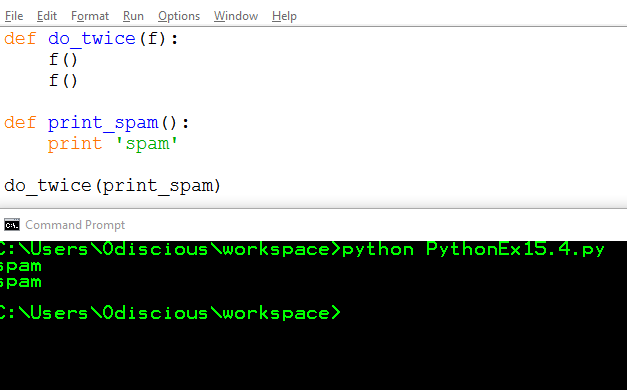 File Edit Format Run Options Window Help
def do_twice(f):
    f()
    f()
def print_spam():
    print 'spam'
do_twice(print_spam)
C:\. Command Prompt
C:\Users\Odiscious\workspace>python PythonEx15.4.py
spam
spam
C:\Users\Odiscious\workspace>